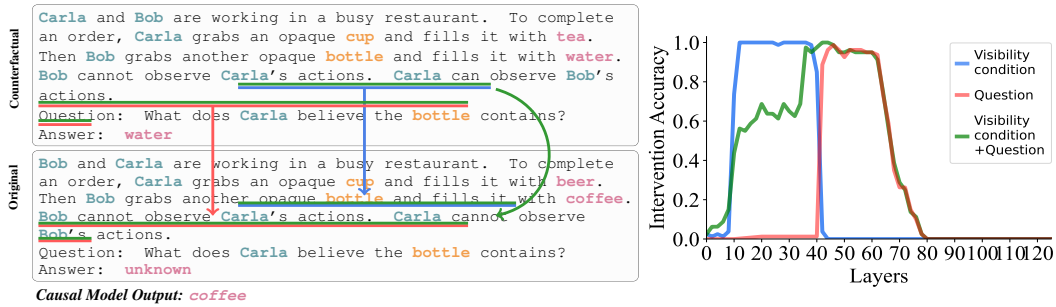 Counterfactual
Carla and Bob are working in a busy restaurant. To complete
an order, Carla grabs an opaque cup and fills it with tea.
Then Bob grabs another opaque bottle and fills it with water.
Bob cannot observe Carla's actions. Carla can observe Bob's
actions.
Question: What does Carla believe the bottle contains?
Answer: water
Original
Bob and Carla are working in a busy restaurant. To complete
an order, Carla grabs an opaque cup and fills it with beer.
Then Bob grabs another opaque bottle and fills it with coffee.
Bob cannot observe Carla's actions. Carla cannot observe
Bob's actions.
Question: What does Carla believe the bottle contains?
Answer: unknown
Causal Model Output: coffee
Intervention Accuracy
1.0
0.8
0.6
0.4
0.2
0.0
0 10 20 30 40 50 60 70 80 90 100 110 120
Layers
Visibility
condition
Question
Visibility
condition
+Question